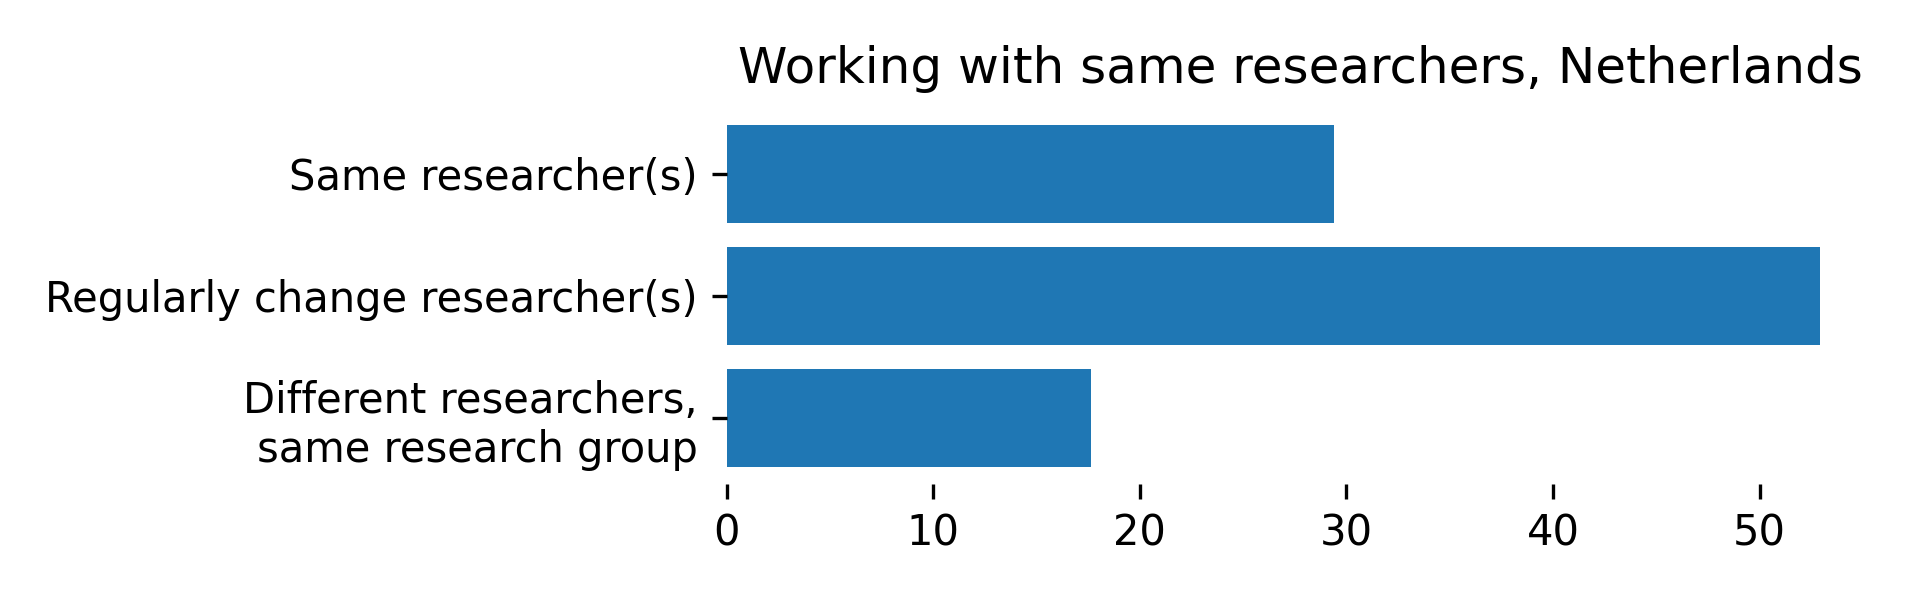 Working with same researchers, Netherlands
Same researcher(s)
Regularly change researcher(s)
Different researchers,
same research group
0 10 20 30 40 50